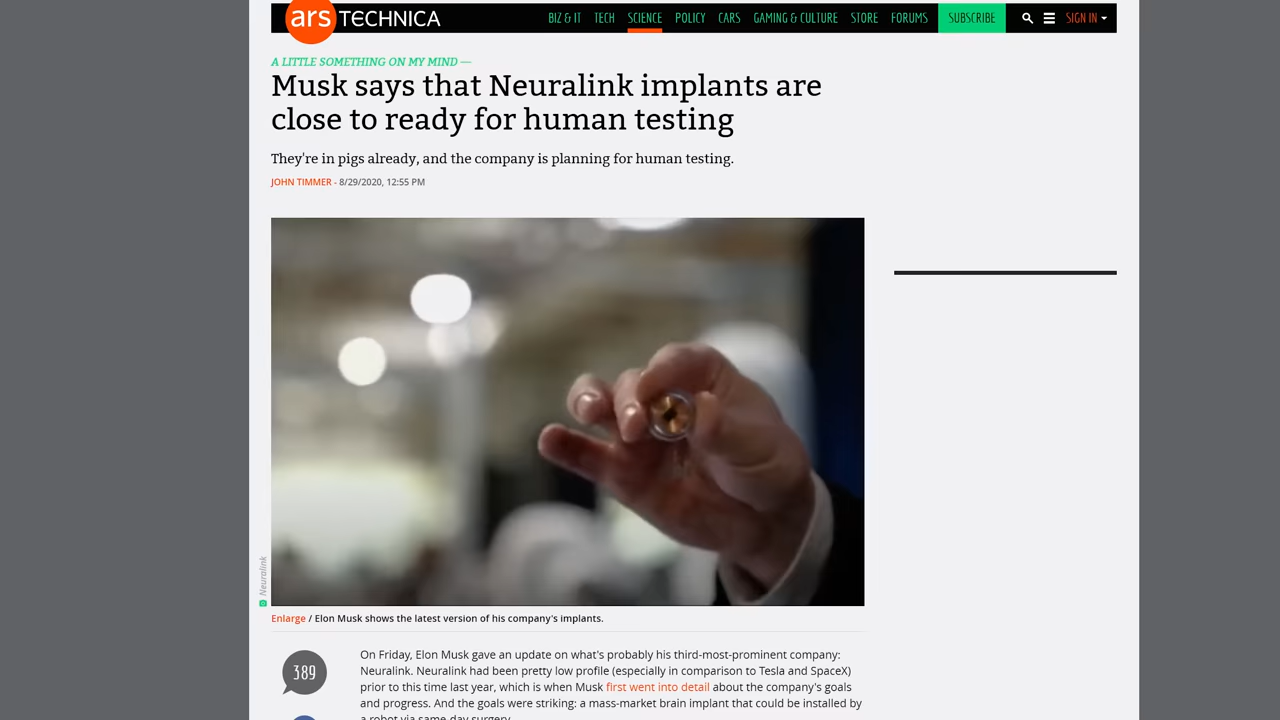 ars TECHNICA
BIZ & IT TECH SCIENCE POLICY CARS GAMING & CULTURE STORE FORUMS SUBSCRIBE SIGN IN
A LITTLE SOMETHING ON MY MIND —
Musk says that Neuralink implants are
close to ready for human testing
They're in pigs already, and the company is planning for human testing.
JOHN TIMMER - 8/29/2020, 12:55 PM
Neuralink
Enlarge / Elon Musk shows the latest version of his company's implants.
389
On Friday, Elon Musk gave an update on what's probably his third-most-prominent company:
Neuralink. Neuralink had been pretty low profile (especially in comparison to Tesla and SpaceX)
prior to this time last year, which is when Musk first went into detail about the company's goals
and progress. And the goals were striking: a mass-market brain implant that could be installed by
a robot via same-day surgery.